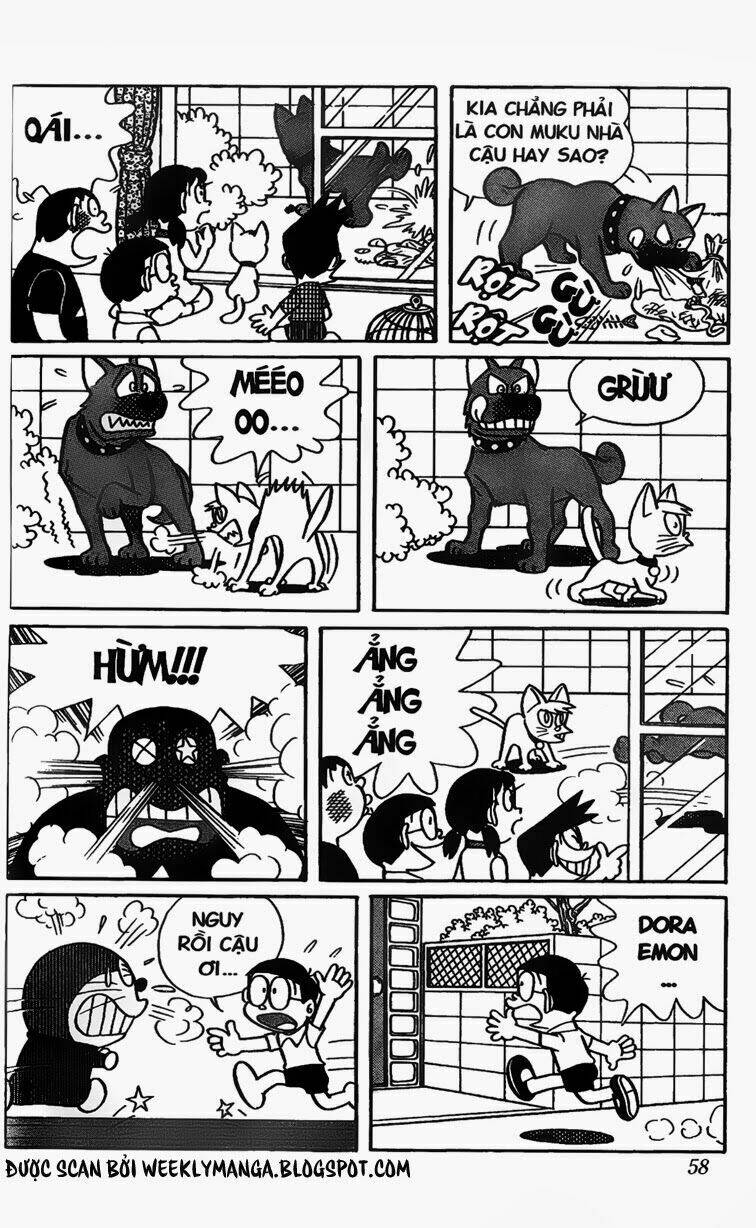 KIA CHẲNG PHẢI
LÀ CON MUKU NHÀ
CẬU HAY SAO?
RỘT
RỘT
GỪ
GỪ
OÁI...
GRỪƯ
MÉÉO
OO...
ẲNG
ẲNG
ẲNG
HỪM!!!
DORA
EMON
...
NGUY
RỒI CẬU
ƠI...
ĐƯỢC SCAN BỞI WEEKLYMANGA.BLOGSPOT.COM
58